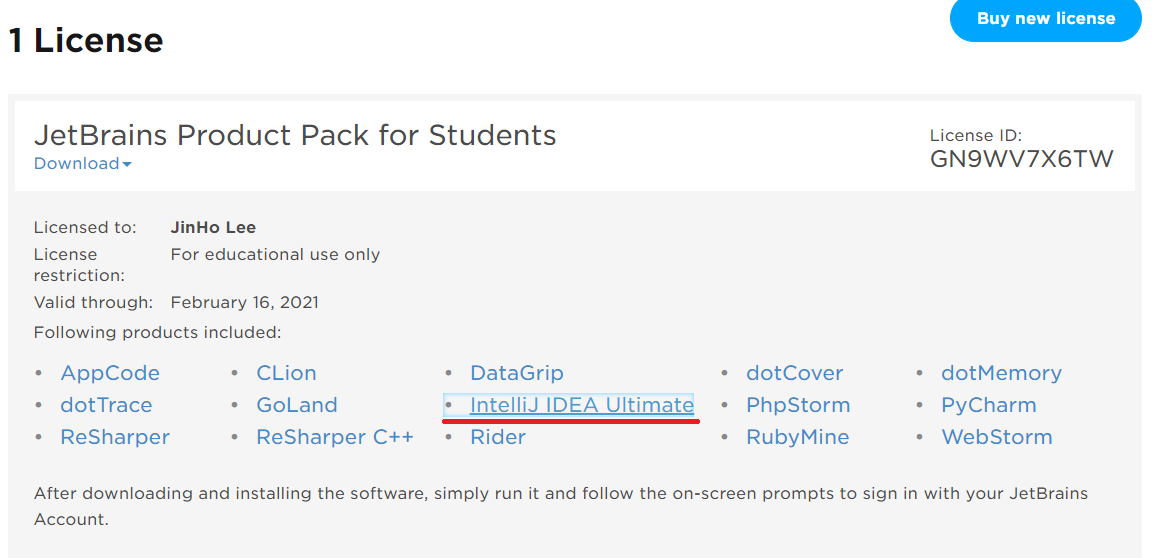 Buy new license
1 License
JetBrains Product Pack for Students
Download
License ID:
GN9WV7X6TW
Licensed to: JinHo Lee
License restriction: For educational use only
Valid through: February 16, 2021
Following products included:
• AppCode • CLion • DataGrip • dotCover • dotMemory
• dotTrace • GoLand • IntelliJ IDEA Ultimate • PhpStorm • PyCharm
• ReSharper • ReSharper C++ • Rider • RubyMine • WebStorm
After downloading and installing the software, simply run it and follow the on-screen prompts to sign in with your JetBrains
Account.